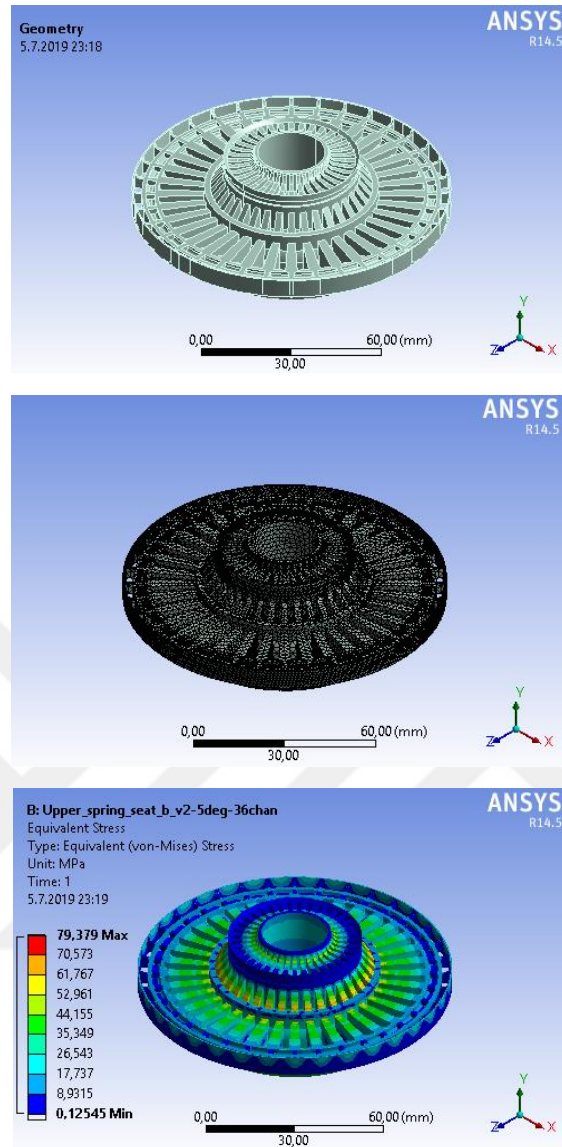 Geometry
5.7.2019 23:18
ANSYS
R14.5
0,00
60,00 (mm)
30,00
Y
Z
X
ANSYS
R14.5
0,00
60,00 (mm)
30,00
Y
Z
X
B: Upper_spring_seat_b_v2-5deg-36chan
Equivalent Stress
Type: Equivalent (von-Mises) Stress
Unit: MPa
Time: 1
5.7.2019 23:19
ANSYS
R14.5
79,379 Max
70,573
61,767
52,961
44,155
35,349
26,543
17,737
8,9315
0,12545 Min
0,00
60,00 (mm)
30,00
Y
Z
X